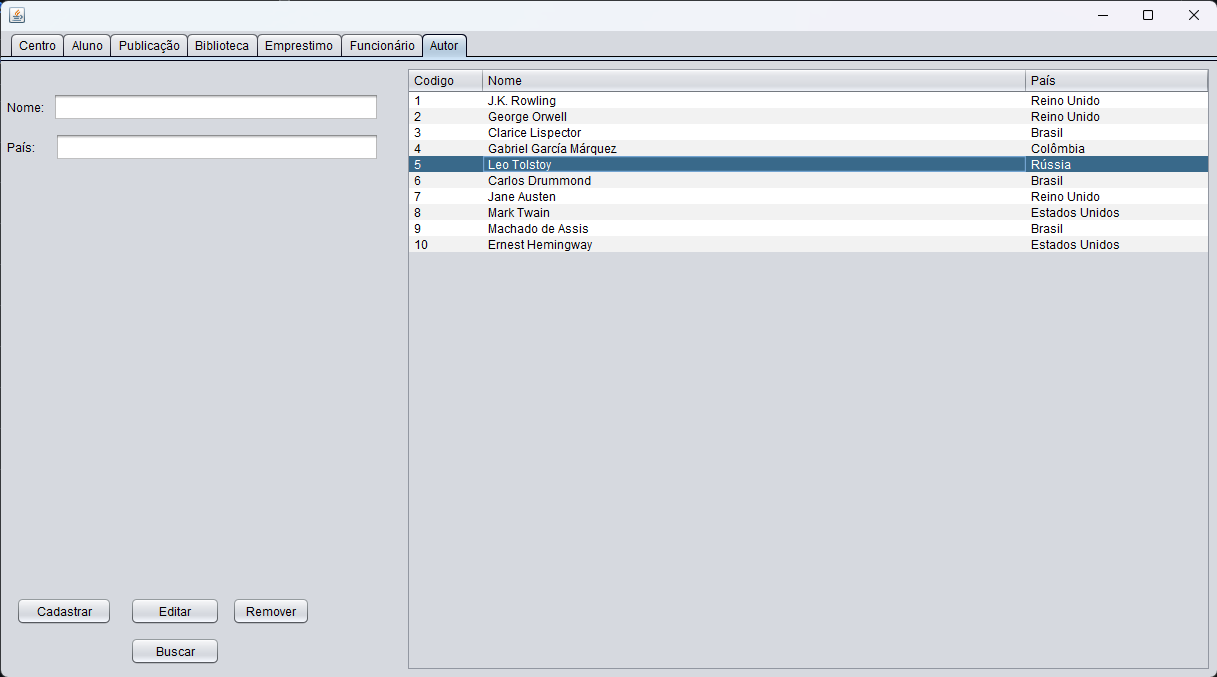 Centro Aluno Publicação Biblioteca Emprestimo Funcionário Autor
Nome:
País:
Codigo Nome País
1 J.K. Rowling Reino Unido
2 George Orwell Reino Unido
3 Clarice Lispector Brasil
4 Gabriel García Márquez Colômbia
5 Leo Tolstoy Rússia
6 Carlos Drummond Brasil
7 Jane Austen Reino Unido
8 Mark Twain Estados Unidos
9 Machado de Assis Brasil
10 Ernest Hemingway Estados Unidos
Cadastrar Editar Remover
Buscar